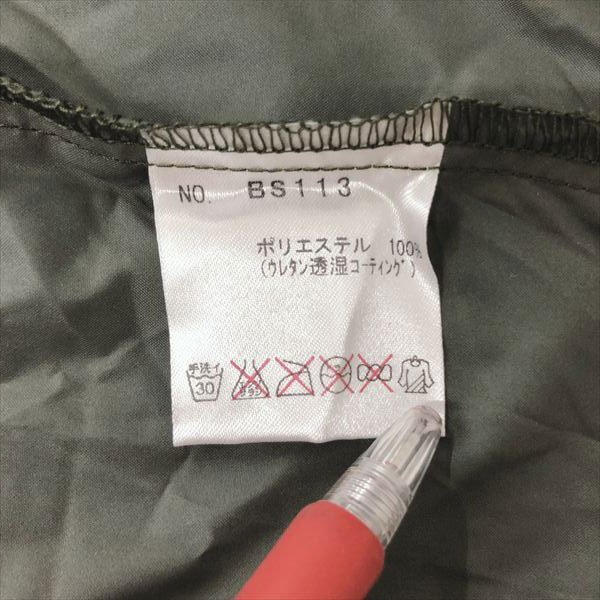 NO. BS113
ポリエステル 100%
(ウレタン透湿コーティング)
手洗イ
30